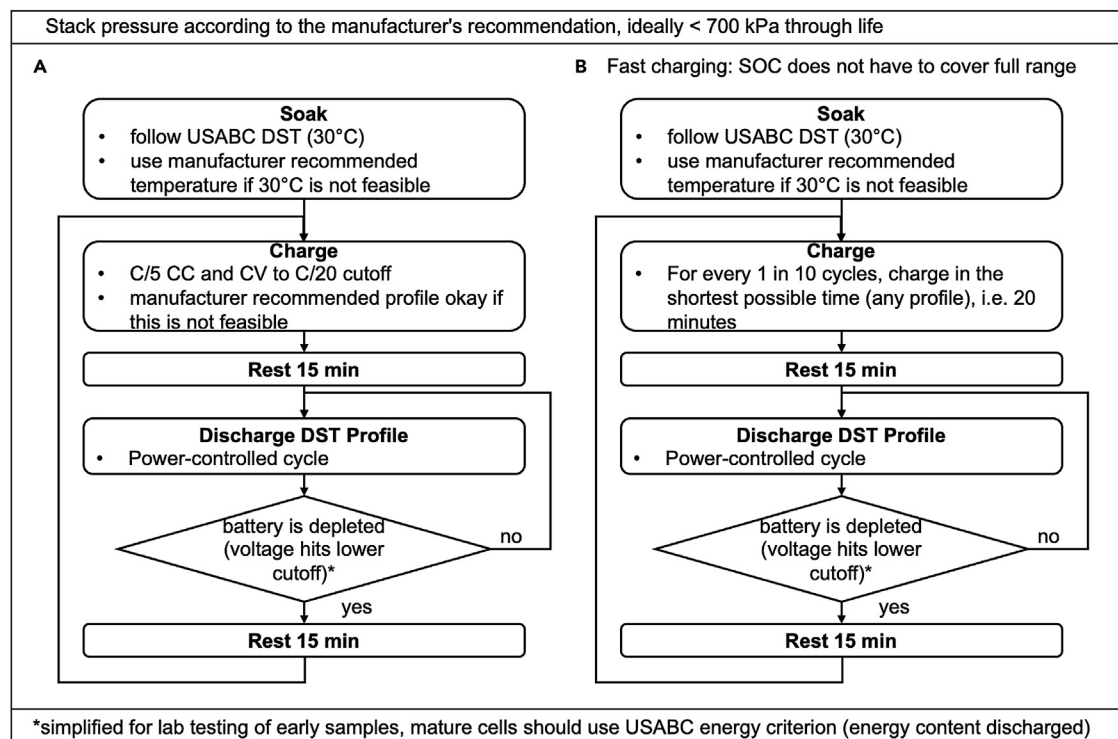 Stack pressure according to the manufacturer's recommendation, ideally < 700 kPa through life
A
Soak
• follow USABC DST (30°C)
• use manufacturer recommended
temperature if 30°C is not feasible
Charge
• C/5 CC and CV to C/20 cutoff
• manufacturer recommended profile okay if
this is not feasible
Rest 15 min
Discharge DST Profile
• Power-controlled cycle
battery is depleted
(voltage hits lower
cutoff)*
no
yes
Rest 15 min
B Fast charging: SOC does not have to cover full range
Soak
• follow USABC DST (30°C)
• use manufacturer recommended
temperature if 30°C is not feasible
Charge
• For every 1 in 10 cycles, charge in the
shortest possible time (any profile), i.e. 20
minutes
Rest 15 min
Discharge DST Profile
• Power-controlled cycle
battery is depleted
(voltage hits lower
cutoff)*
no
yes
Rest 15 min
*simplified for lab testing of early samples, mature cells should use USABC energy criterion (energy content discharged)